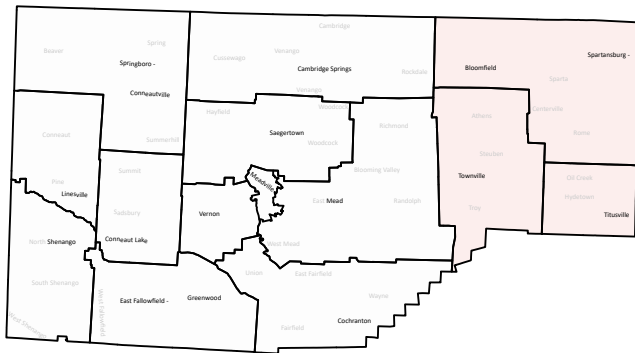 Cambridge
Spring
Beaver
Venango
Cussewago
Springboro -
Cambridge Springs
Rockdale
Bloomfield
Spartansburg -
Sparta
Conneautville
Venango
Woodcock
Hayfield
Centerville
Athens
Richmond
Rome
Conneaut
Saegertown
Summerhill
Woodcock
Steuben
Summit
Blooming Valley
Townville
Oil Creek
Pine
Meadville
Hydetown
Linesville
East Mead
Randolph
Troy
Titusville
Sadsbury
Vernon
North Shenango
Conneaut Lake
West Mead
Union
East Fairfield
South Shenango
East Fallowfield -
Greenwood
Wayne
West Fallowfield
West Shenango
Fairfield
Cochranton